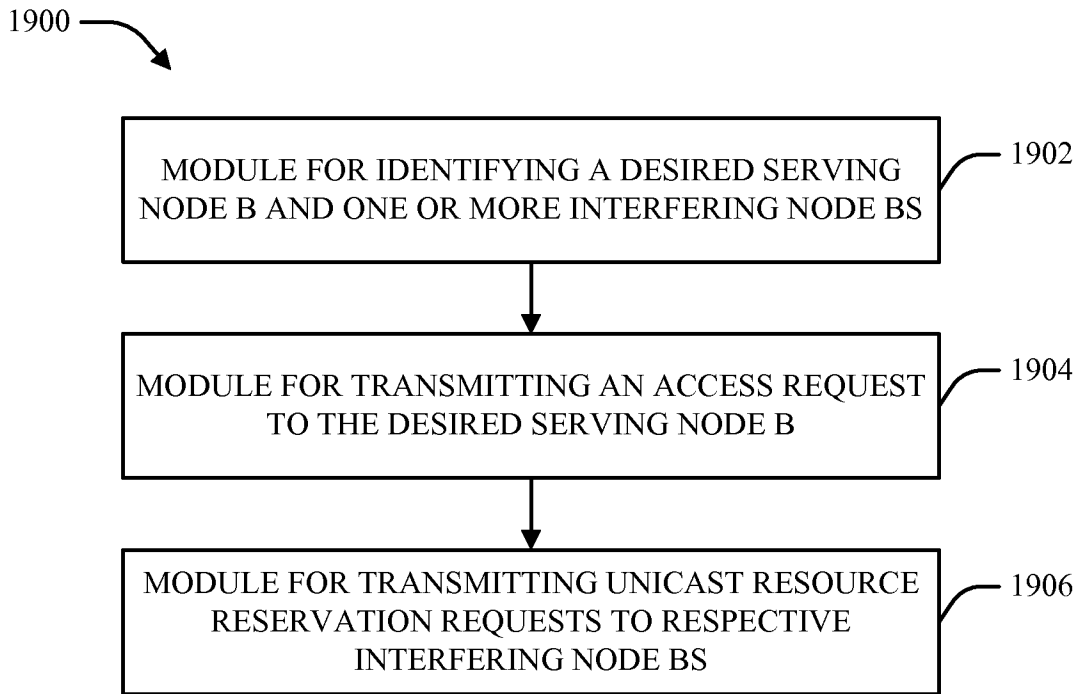 1900
MODULE FOR IDENTIFYING A DESIRED SERVING
NODE B AND ONE OR MORE INTERFERING NODE BS
1902
MODULE FOR TRANSMITTING AN ACCESS REQUEST
TO THE DESIRED SERVING NODE B
1904
MODULE FOR TRANSMITTING UNICAST RESOURCE
RESERVATION REQUESTS TO RESPECTIVE
INTERFERING NODE BS
1906